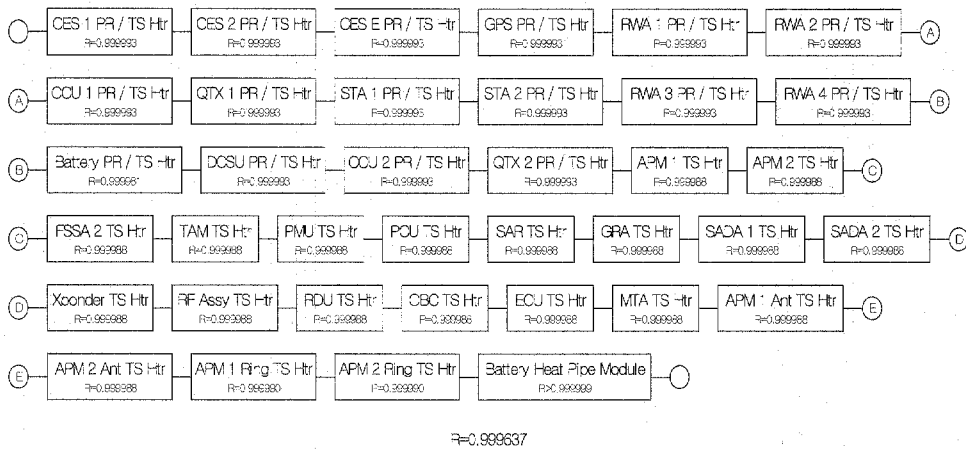 CES 1 PR / TS Htr CES 2 PR / TS Htr CES E PR / TS Htr GPS PR / TS Htr RWA 1 PR / TS Htr RWA 2 PR / TS Htr A
R=0.999993 R=0.999993 R=0.999993 R=0.999993 R=0.999993
A CCU 1 PR / TS Htr QTX 1 PR / TS Htr STA 1 PR / TS Htr STA 2 PR / TS Htr RWA 3 PR / TS Htr RWA 4 PR / TS Htr B
R=0.999993 R=0.999993 R=0.999993 R=0.999993 R=0.999993
B Battery PR / TS Htr DCSU PR / TS Htr CCU 2 PR / TS Htr QTX 2 PR / TS Htr APM 1 TS Htr APM 2 TS Htr C
R=0.999993 R=0.999993 R=0.999993 R=0.999988 R=0.999988
C FSSA 2 TS Htr TAM TS Htr PMU TS Htr PCU TS Htr SAR TS Htr GRA TS Htr SADA 1 TS Htr SADA 2 TS Htr D
R=0.999988 R=0.999988 R=0.999988 R=0.999988 R=0.999988 R=0.999988 R=0.999988
D Xponder TS Htr RF Assy TS Htr RDU TS Htr CBC TS Htr ECU TS Htr MTA TS Htr APM 1 Ant TS Htr E
R=0.999988 R=0.999988 R=0.999988 R=0.999988 R=0.999988 R=0.999988
E APM 2 Ant TS Htr APM 1 Ring TS Htr APM 2 Ring TS Htr Battery Heat Pipe Module
R=0.999988 R=0.999990 R=0.999990 R>0.999999
R=0.999637